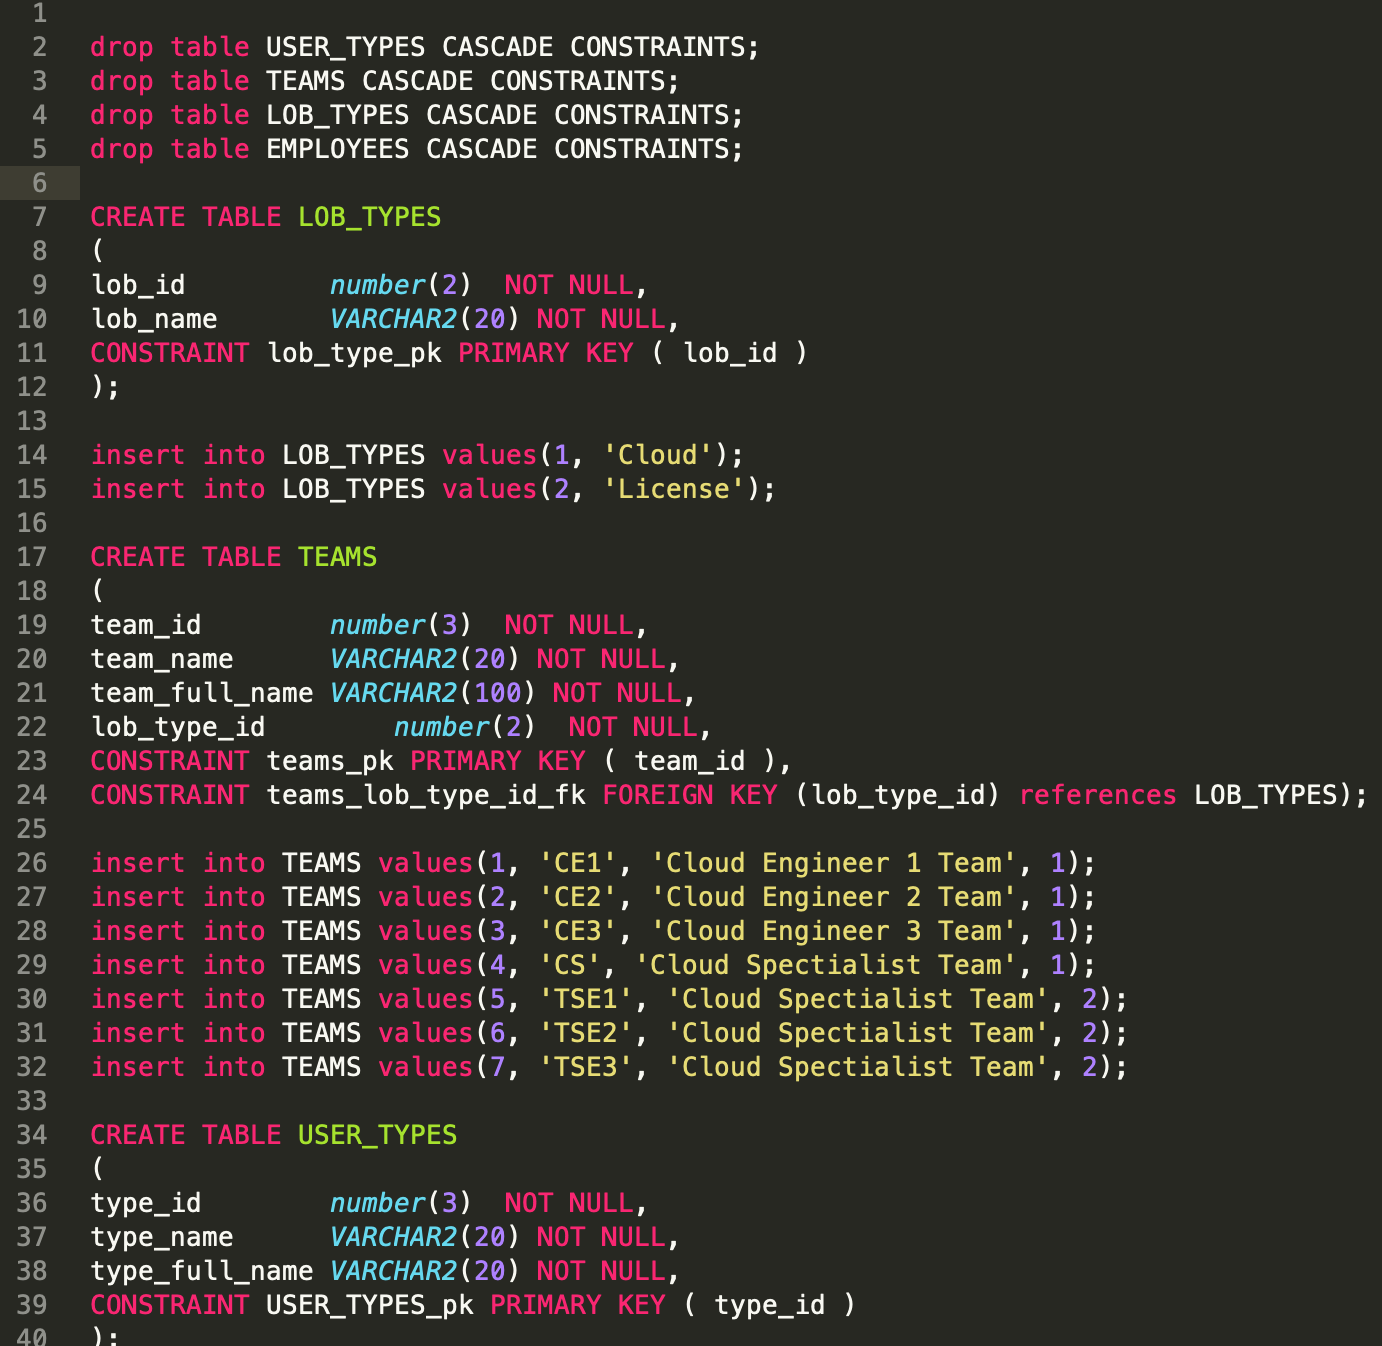 1
2 drop table USER_TYPES CASCADE CONSTRAINTS;
3 drop table TEAMS CASCADE CONSTRAINTS;
4 drop table LOB_TYPES CASCADE CONSTRAINTS;
5 drop table EMPLOYEES CASCADE CONSTRAINTS;
6
7 CREATE TABLE LOB_TYPES
8 (
9 lob_id         number(2)  NOT NULL,
10 lob_name       VARCHAR2(20) NOT NULL,
11 CONSTRAINT lob_type_pk PRIMARY KEY ( lob_id )
12 );
13
14 insert into LOB_TYPES values(1, 'Cloud');
15 insert into LOB_TYPES values(2, 'License');
16
17 CREATE TABLE TEAMS
18 (
19 team_id        number(3)  NOT NULL,
20 team_name      VARCHAR2(20) NOT NULL,
21 team_full_name VARCHAR2(100) NOT NULL,
22 lob_type_id        number(2)  NOT NULL,
23 CONSTRAINT teams_pk PRIMARY KEY ( team_id ),
24 CONSTRAINT teams_lob_type_id_fk FOREIGN KEY (lob_type_id) references LOB_TYPES);
25
26 insert into TEAMS values(1, 'CE1', 'Cloud Engineer 1 Team', 1);
27 insert into TEAMS values(2, 'CE2', 'Cloud Engineer 2 Team', 1);
28 insert into TEAMS values(3, 'CE3', 'Cloud Engineer 3 Team', 1);
29 insert into TEAMS values(4, 'CS', 'Cloud Spectialist Team', 1);
30 insert into TEAMS values(5, 'TSE1', 'Cloud Spectialist Team', 2);
31 insert into TEAMS values(6, 'TSE2', 'Cloud Spectialist Team', 2);
32 insert into TEAMS values(7, 'TSE3', 'Cloud Spectialist Team', 2);
33
34 CREATE TABLE USER_TYPES
35 (
36 type_id        number(3)  NOT NULL,
37 type_name      VARCHAR2(20) NOT NULL,
38 type_full_name VARCHAR2(20) NOT NULL,
39 CONSTRAINT USER_TYPES_pk PRIMARY KEY ( type_id )
40 );